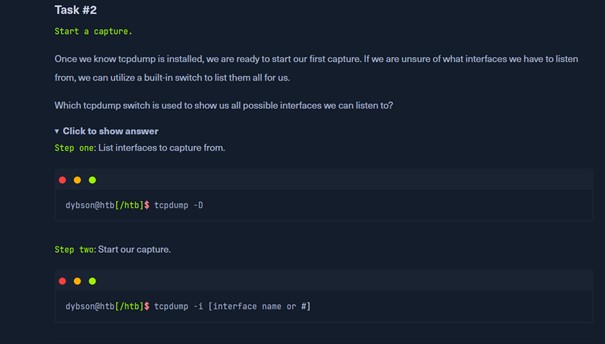 Task #2
Start a capture.
Once we know tcpdump is installed, we are ready to start our first capture. If we are unsure of what interfaces we have to listen
from, we can utilize a built-in switch to list them all for us.
Which tcpdump switch is used to show us all possible interfaces we can listen to?
▾ Click to show answer
Step one: List interfaces to capture from.
dybson@htb[/htb]$ tcpdump -D
Step two: Start our capture.
dybson@htb[/htb]$ tcpdump -i [interface name or #]